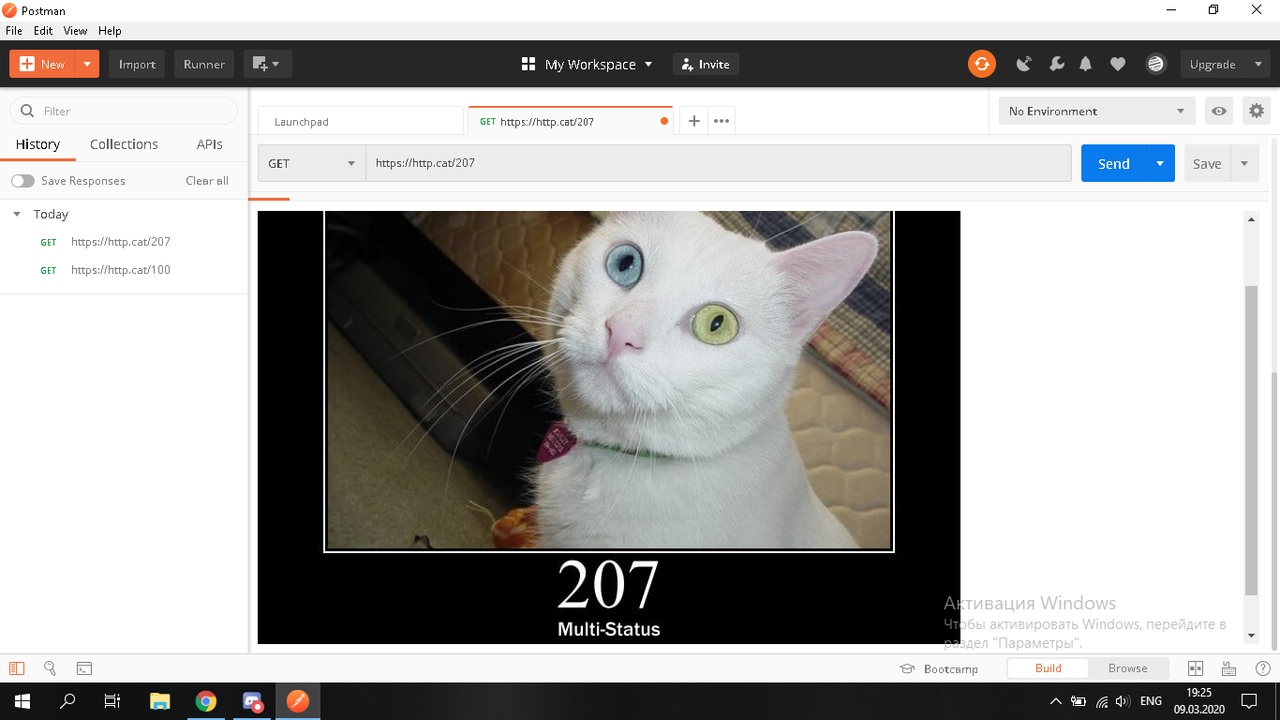 Postman
File Edit View Help
New Import Runner My Workspace Invite Upgrade
Filter
History Collections APIs
Save Responses Clear all
Today
GET https://http.cat/207
GET https://http.cat/100
Launchpad GET https://http.cat/207 No Environment
GET https://http.cat/207 Send Save
207
Multi-Status
Активация Windows
Чтобы активировать Windows, перейдите в
раздел "Параметры".
Bootcamp Build Browse
ENG 19:25
09.03.2020